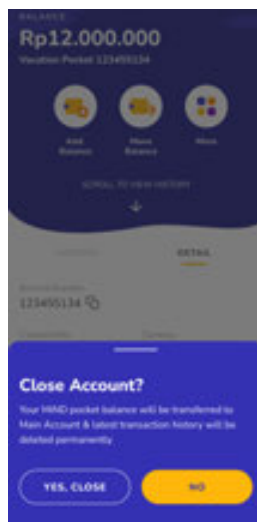 BALANCE
Rp12.000.000
Vacation Pocket 123455134
Add
Balance
Move
Balance
More
SCROLL TO VIEW HISTORY
DETAIL
123455134
Close Account?
Your MIND pocket balance will be transferred to
Main Account & latest transaction history will be
deleted permanently
YES, CLOSE
NO